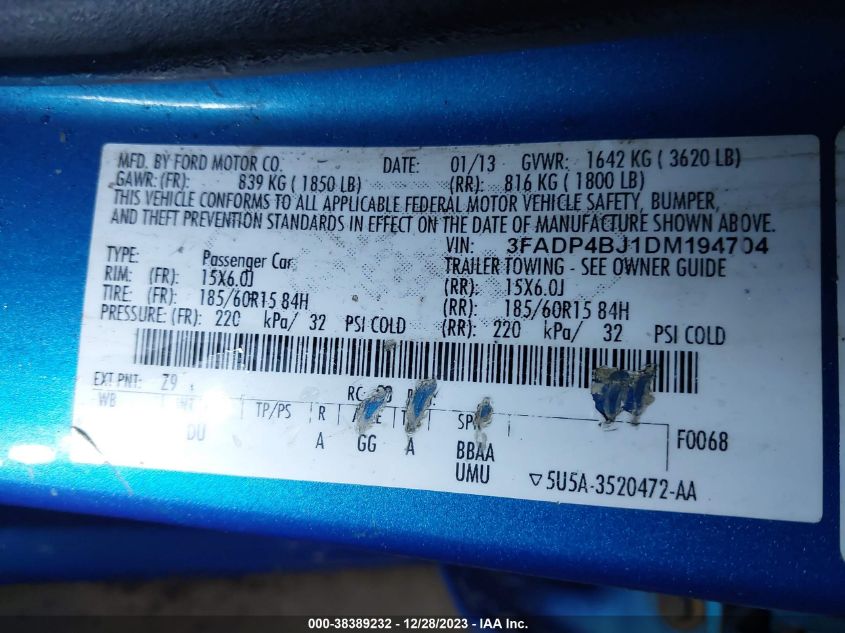 MFD. BY FORD MOTOR CO. DATE: 01/13 GVWR: 1642 KG ( 3620 LB)
GAWR: (FR): 839 KG ( 1850 LB) (RR): 816 KG ( 1800 LB)
THIS VEHICLE CONFORMS TO ALL APPLICABLE FEDERAL MOTOR VEHICLE SAFETY, BUMPER,
AND THEFT PREVENTION STANDARDS IN EFFECT ON THE DATE OF MANUFACTURE SHOWN ABOVE.
VIN: 3FADP4BJ1DM194704
TYPE: Passenger Car TRAILER TOWING - SEE OWNER GUIDE
RIM: (FR): 15X6.0J (RR): 15X6.0J
TIRE: (FR): 185/60R15 84H (RR): 185/60R15 84H
PRESSURE: (FR): 220 kPa/ 32 PSI COLD (RR): 220 kPa/ 32 PSI COLD
EXT PNT: Z9
WB TP/PS R
DU A GG A BBAA F0068
UMU 5U5A-3520472-AA
000-38389232 - 12/28/2023 - IAA Inc.